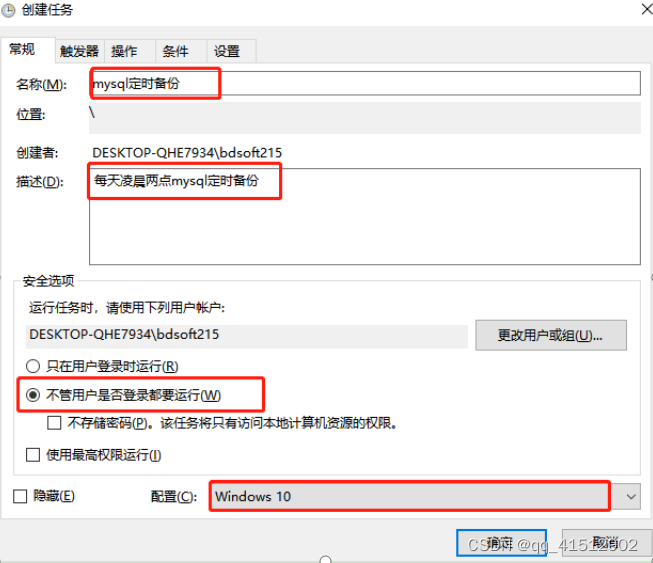 创建任务
常规 触发器 操作 条件 设置
名称(M): mysql定时备份
位置: \
创建者: DESKTOP-QHE7934\bdsoft215
描述(D): 每天凌晨两点mysql定时备份
安全选项
运行任务时，请使用下列用户帐户:
DESKTOP-QHE7934\bdsoft215 更改用户或组(U)...
只在用户登录时运行(R)
不管用户是否登录都要运行(W)
不存储密码(P)。该任务将只有访问本地计算机资源的权限。
使用最高权限运行(I)
隐藏(E) 配置(C): Windows 10
确定 取消
CSDN @qq_41512902